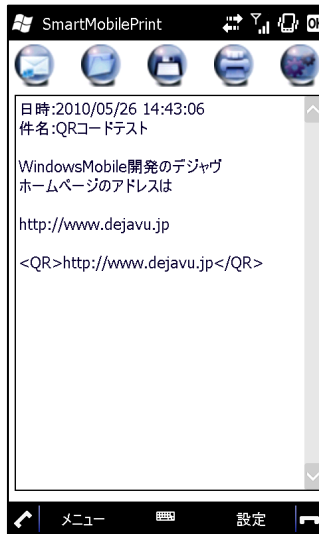 SmartMobilePrint
日時:2010/05/26 14:43:06
件名:QRコードテスト
WindowsMobile開発のデジャヴ
ホームページのアドレスは
http://www.dejavu.jp
<QR>http://www.dejavu.jp</QR>
メニュー 設定